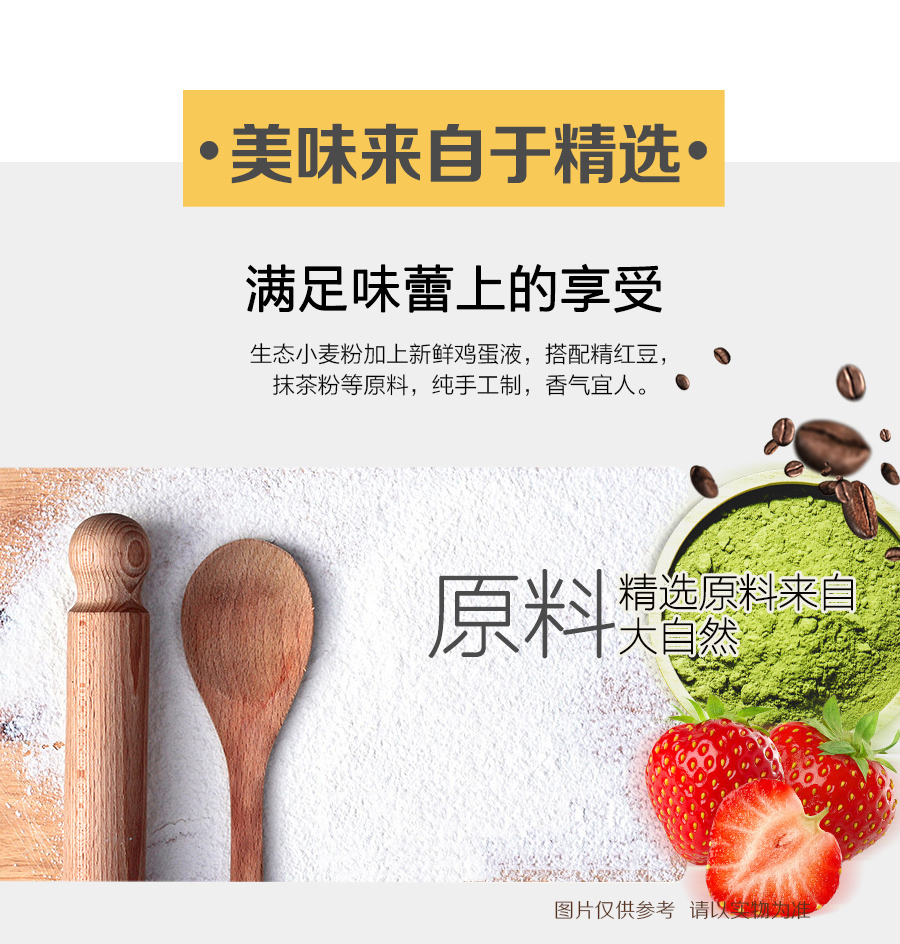 •美味来自于精选•
满足味蕾上的享受
生态小麦粉加上新鲜鸡蛋液，搭配精红豆，
抹茶粉等原料，纯手工制，香气宜人。
原料
精选原料来自
大自然
图片仅供参考 请以实物为准